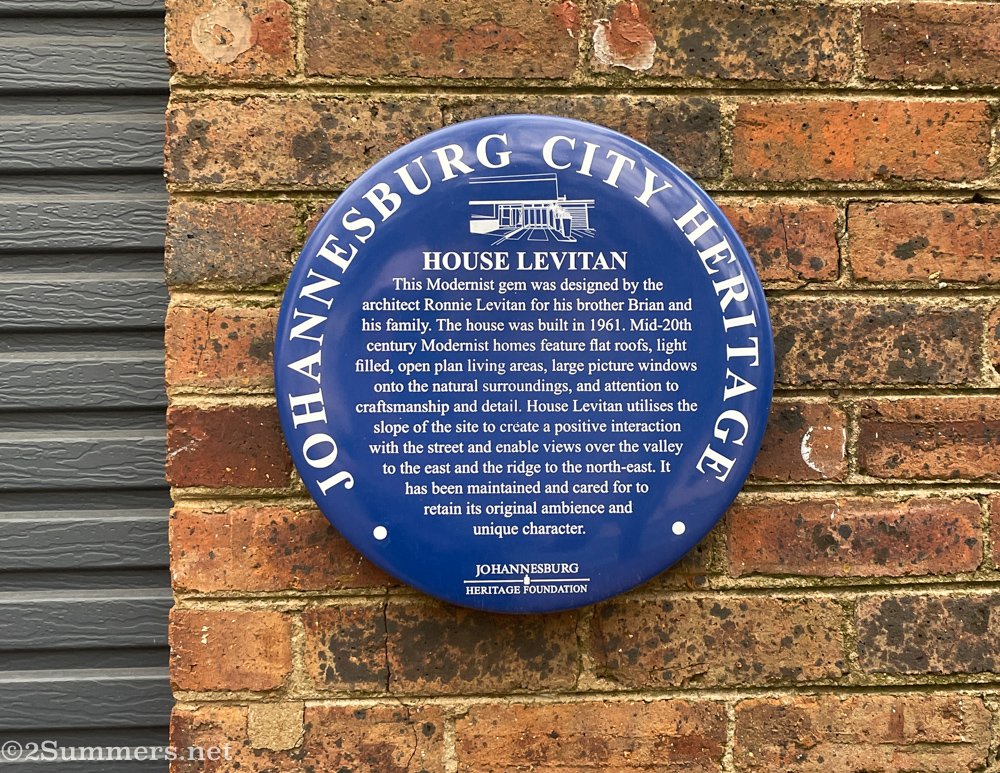 JOHANNESBURG CITY HERITAGE
HOUSE LEVITAN
This Modernist gem was designed by the
architect Ronnie Levitan for his brother Brian and
his family. The house was built in 1961. Mid-20th
century Modernist homes feature flat roofs, light
filled, open plan living areas, large picture windows
onto the natural surroundings, and attention to
craftsmanship and detail. House Levitan utilises the
slope of the site to create a positive interaction
with the street and enable views over the valley
to the east and the ridge to the north-east. It
has been maintained and cared for to
retain its original ambience and
unique character.
JOHANNESBURG
HERITAGE FOUNDATION
©2Summers.net